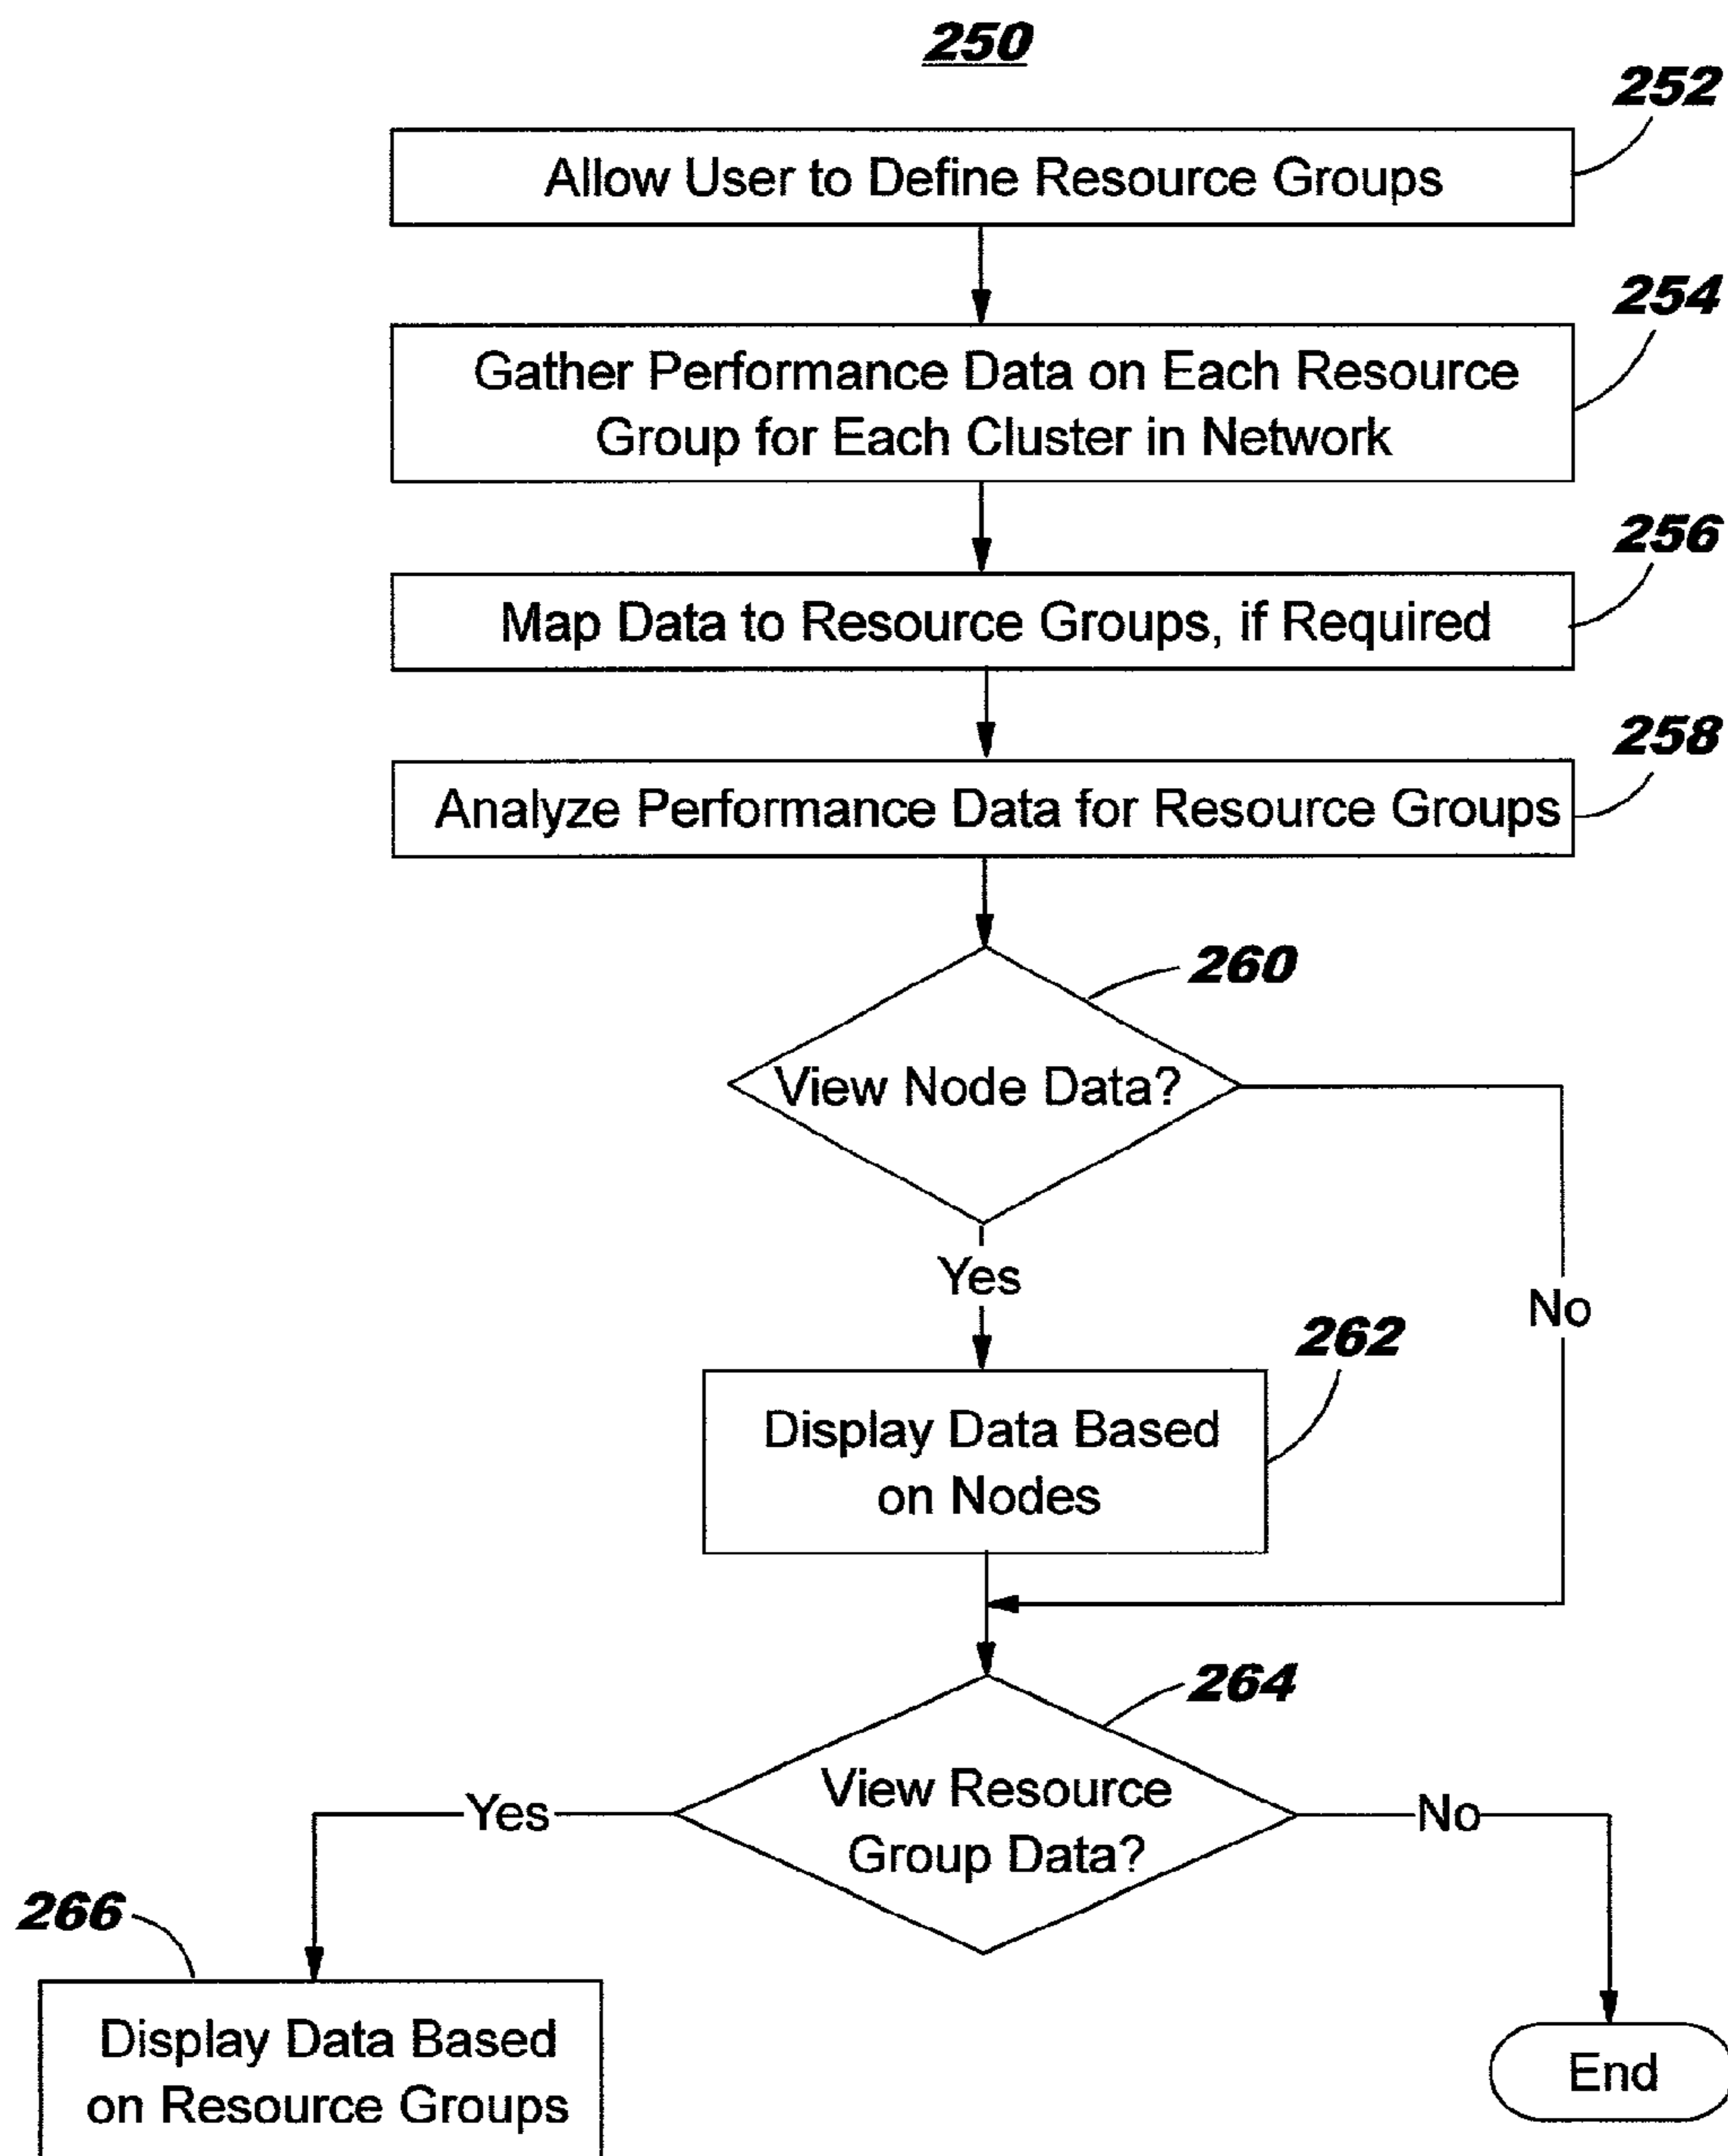 250
252
Allow User to Define Resource Groups
254
Gather Performance Data on Each Resource
Group for Each Cluster in Network
256
Map Data to Resource Groups, if Required
258
Analyze Performance Data for Resource Groups
260
View Node Data?
Yes
No
262
Display Data Based
on Nodes
264
View Resource
Group Data?
Yes
No
266
Display Data Based
on Resource Groups
End